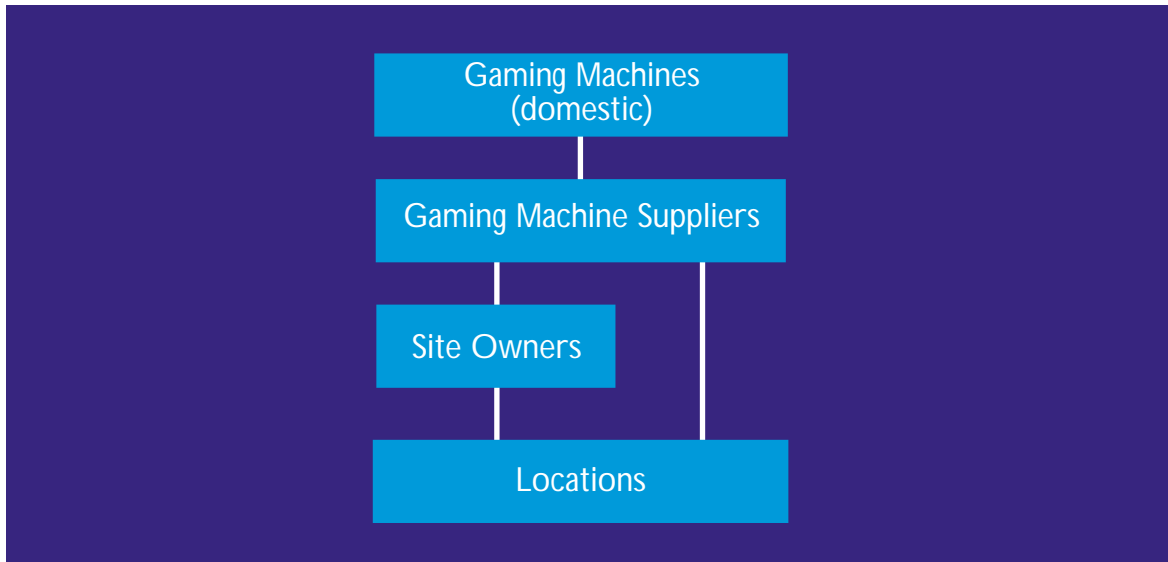 Gaming Machines
(domestic)
Gaming Machine Suppliers
Site Owners
Locations